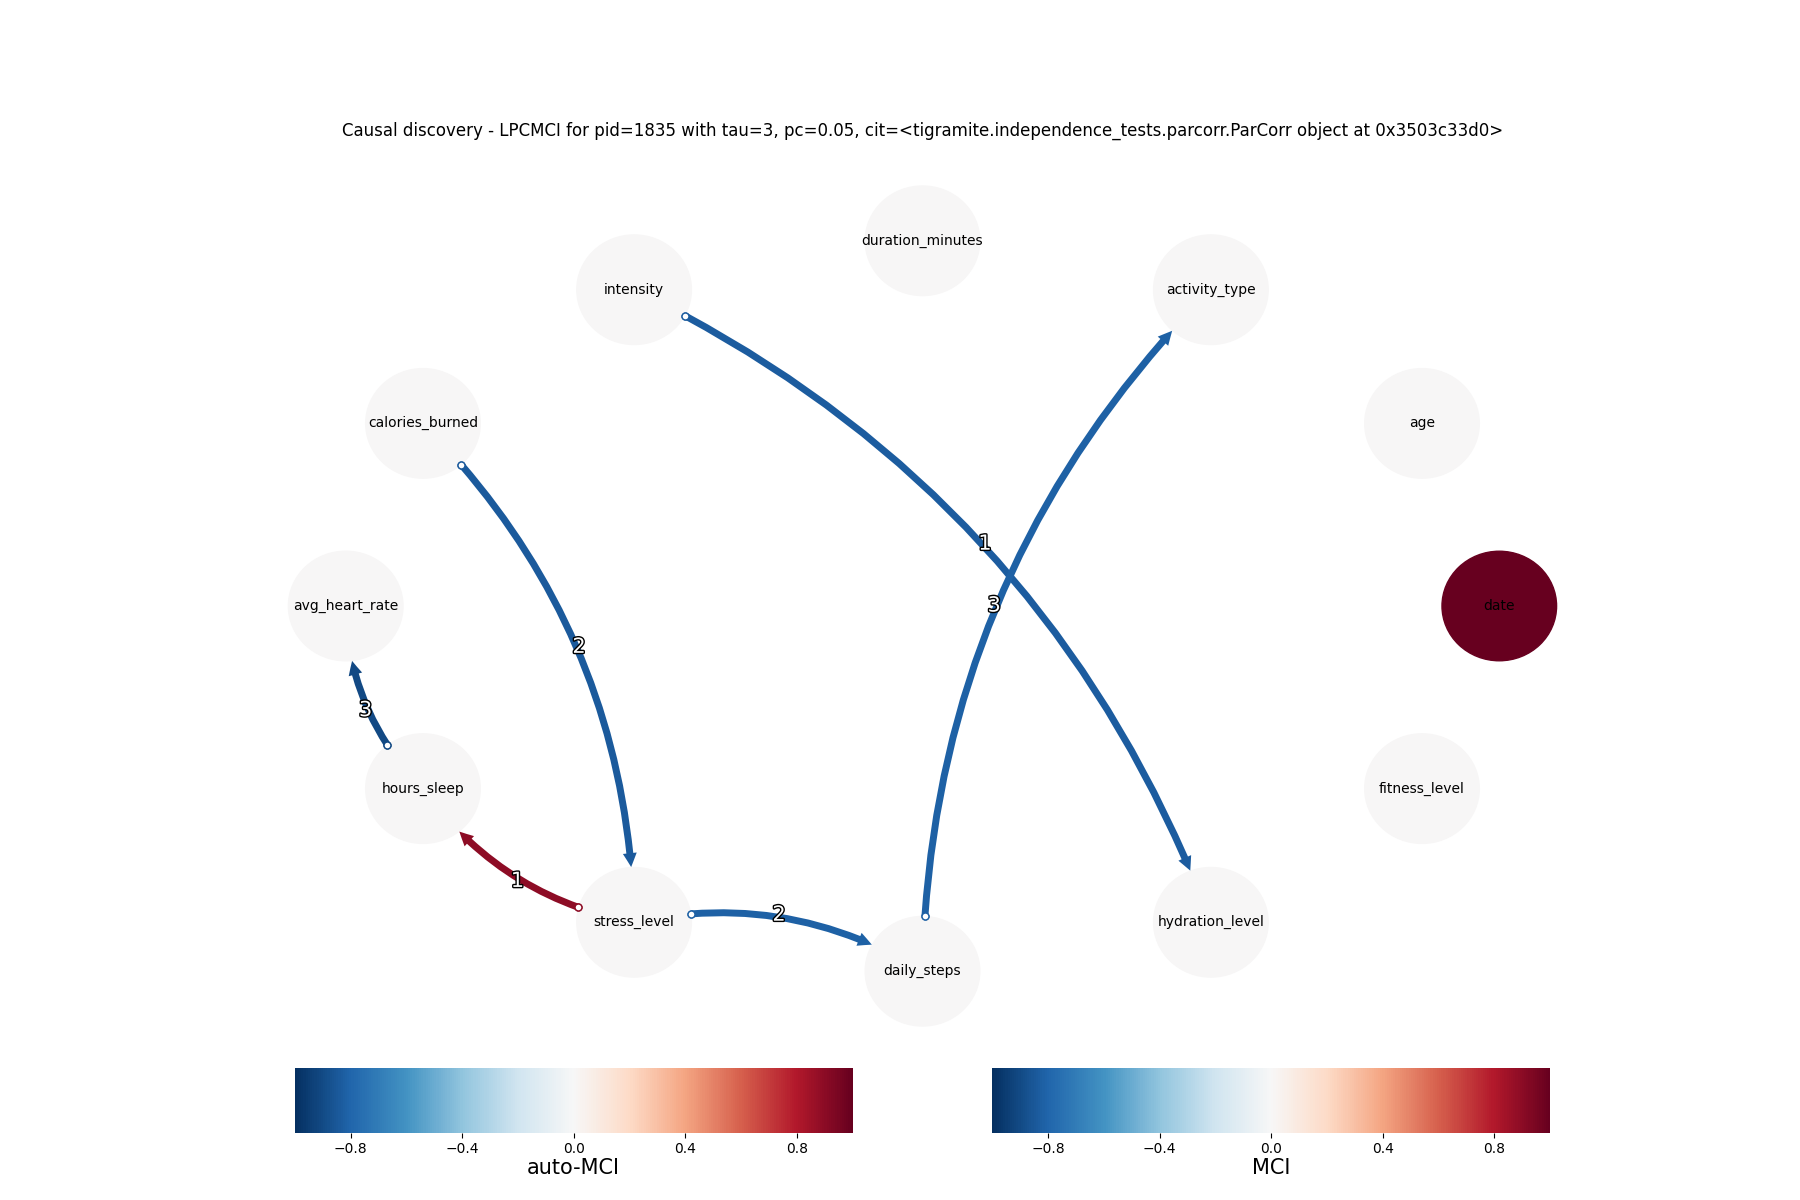 Causal discovery - LPCMCI for pid=1835 with tau=3, pc=0.05, cit=<tigramite.independence_tests.parcorr.ParCorr object at 0x3503c33d0>
duration_minutes
intensity
activity_type
calories_burned
age
1
avg_heart_rate
3
date
2
3
hours_sleep
fitness_level
1
2
stress_level
hydration_level
daily_steps
−0.8 −0.4 0.0 0.4 0.8
auto-MCI
−0.8 −0.4 0.0 0.4 0.8
MCI